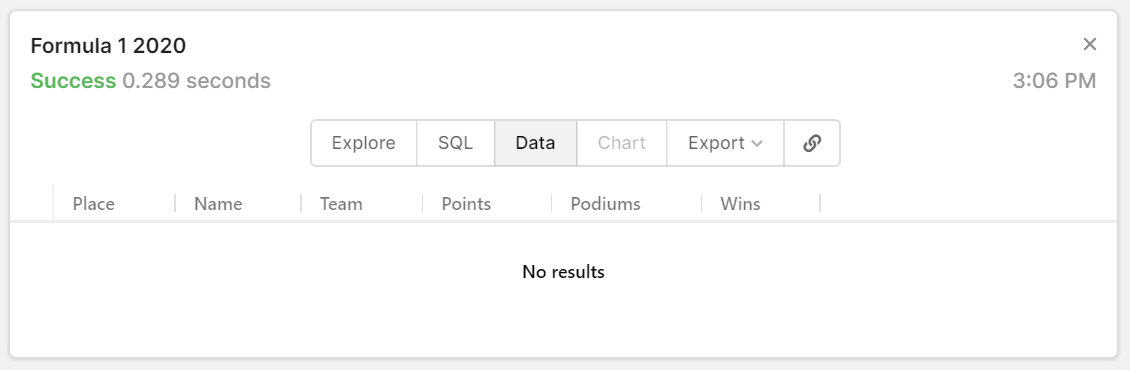 Formula 1 2020
Success 0.289 seconds 3:06 PM
Explore SQL Data Chart Export
Place Name Team Points Podiums Wins
No results